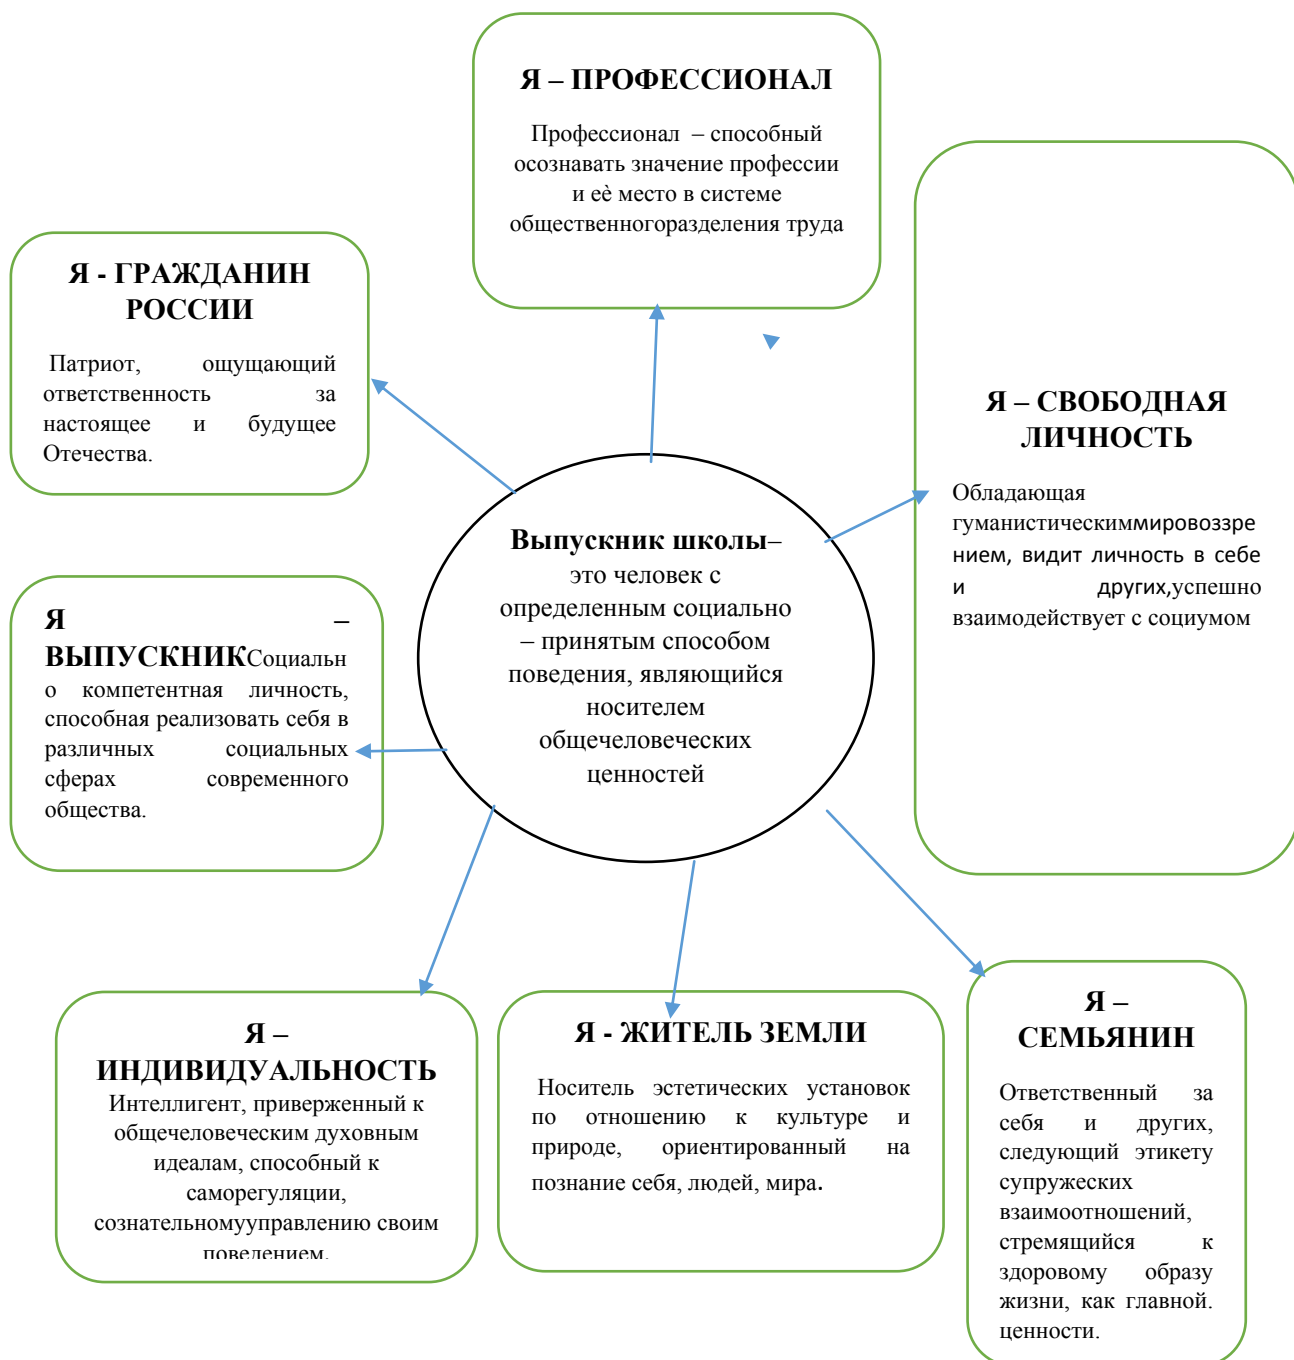 Я – ПРОФЕССИОНАЛ
Профессионал – способный
осознавать значение профессии
и еѐ место в системе
общественногоразделения труда
Я - ГРАЖДАНИН
РОССИИ
Патриот, ощущающий
ответственность за
настоящее и будущее
Отечества.
Я – СВОБОДНАЯ
ЛИЧНОСТЬ
Обладающая
гуманистическиммировоззре
нием, видит личность в себе
и других,успешно
взаимодействует с социумом
Выпускник школы–
это человек с
определенным социально
– принятым способом
поведения, являющийся
носителем
общечеловеческих
ценностей
Я –
ВЫПУСКНИКСоциальн
о компетентная личность,
способная реализовать себя в
различных социальных
сферах современного
общества.
Я –
ИНДИВИДУАЛЬНОСТЬ
Интеллигент, приверженный к
общечеловеческим духовным
идеалам, способный к
саморегуляции,
сознательномууправлению своим
поведением.
Я - ЖИТЕЛЬ ЗЕМЛИ
Носитель эстетических установок
по отношению к культуре и
природе, ориентированный на
познание себя, людей, мира.
Я –
СЕМЬЯНИН
Ответственный за
себя и других,
следующий этикету
супружеских
взаимоотношений,
стремящийся к
здоровому образу
жизни, как главной.
ценности.